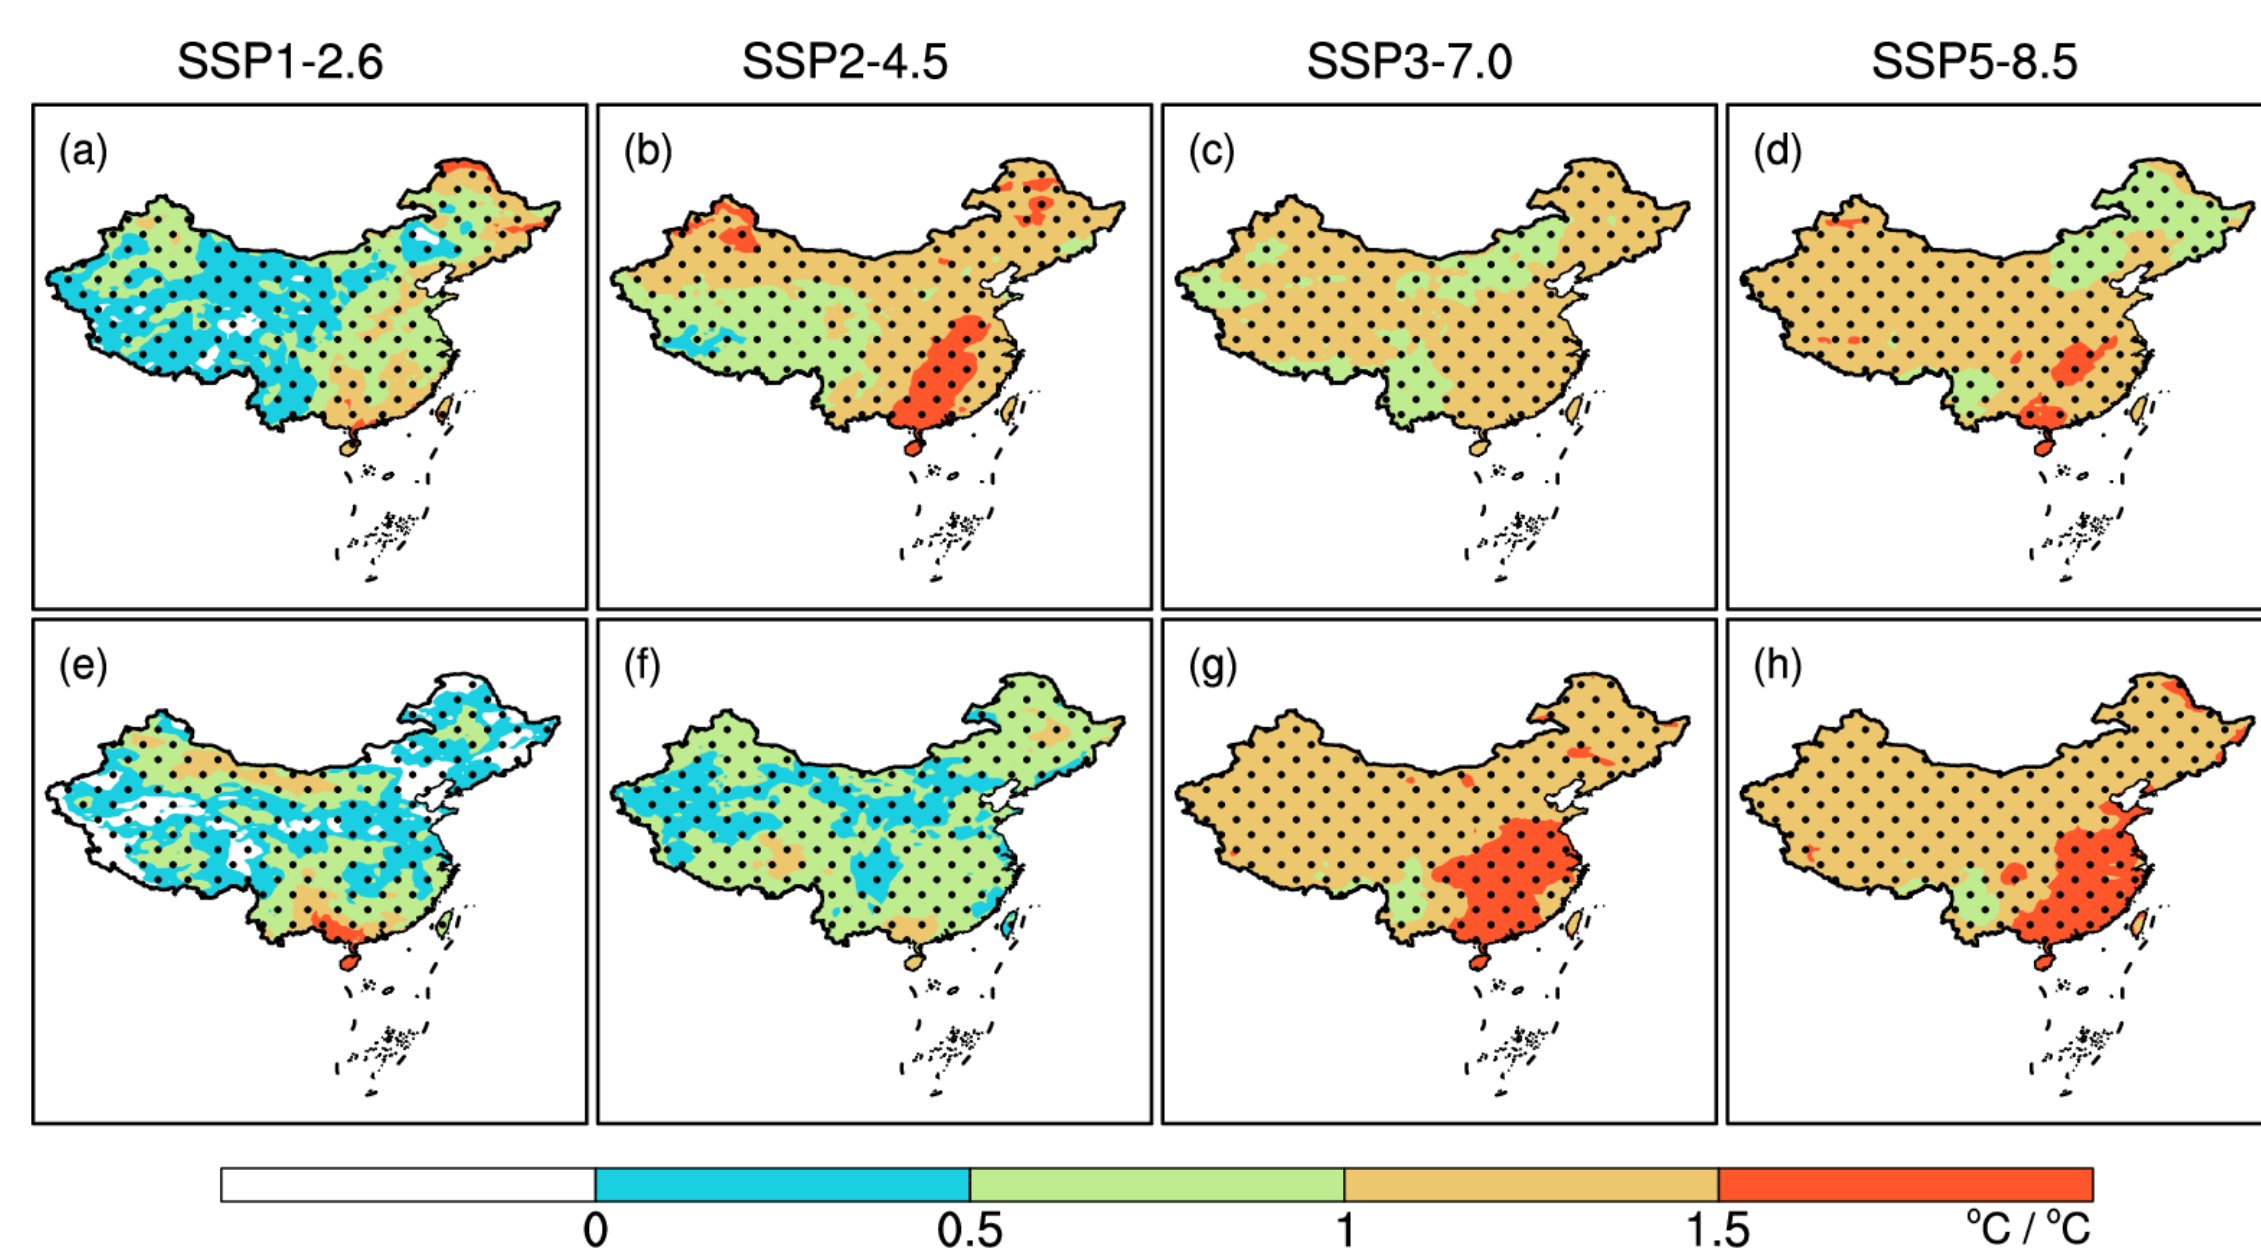 SSP1-2.6 SSP2-4.5 SSP3-7.0 SSP5-8.5
(a) (b) (c) (d)
(e) (f) (g) (h)
0 0.5 1 1.5 °C / °C